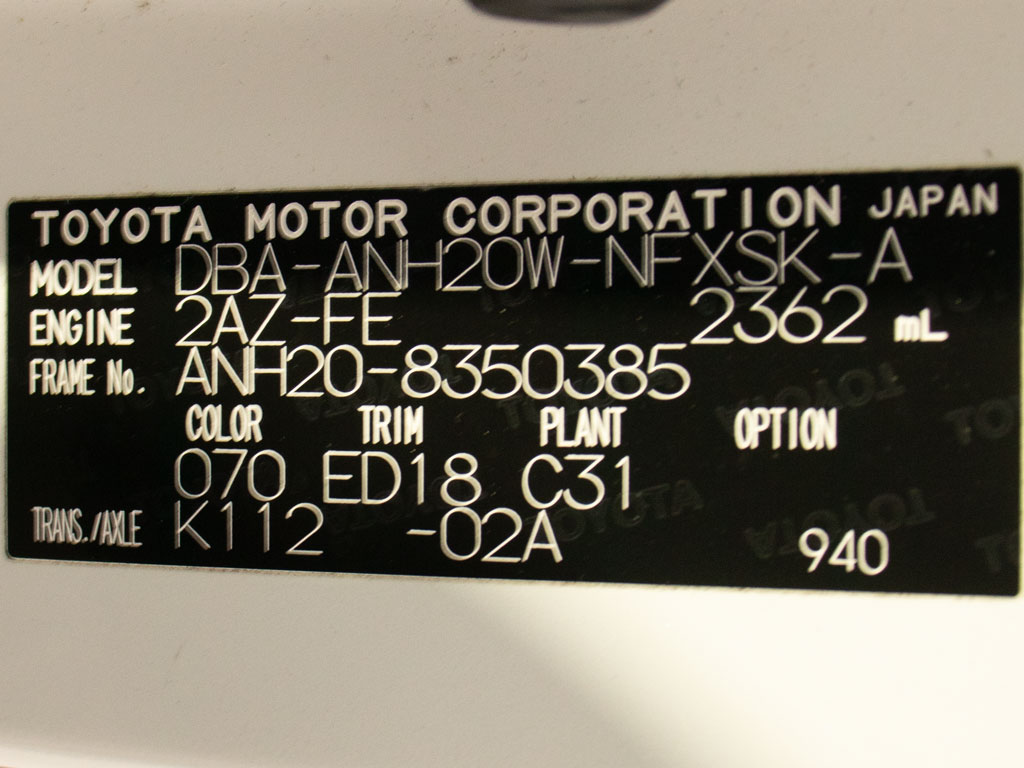 TOYOTA MOTOR CORPORATION JAPAN
MODEL DBA-ANH20W-NFXSK-A
ENGINE 2AZ-FE 2362 mL
FRAME No. ANH20-8350385
COLOR TRIM PLANT OPTION
070 ED18 C31
TRANS./AXLE K112 -02A 940